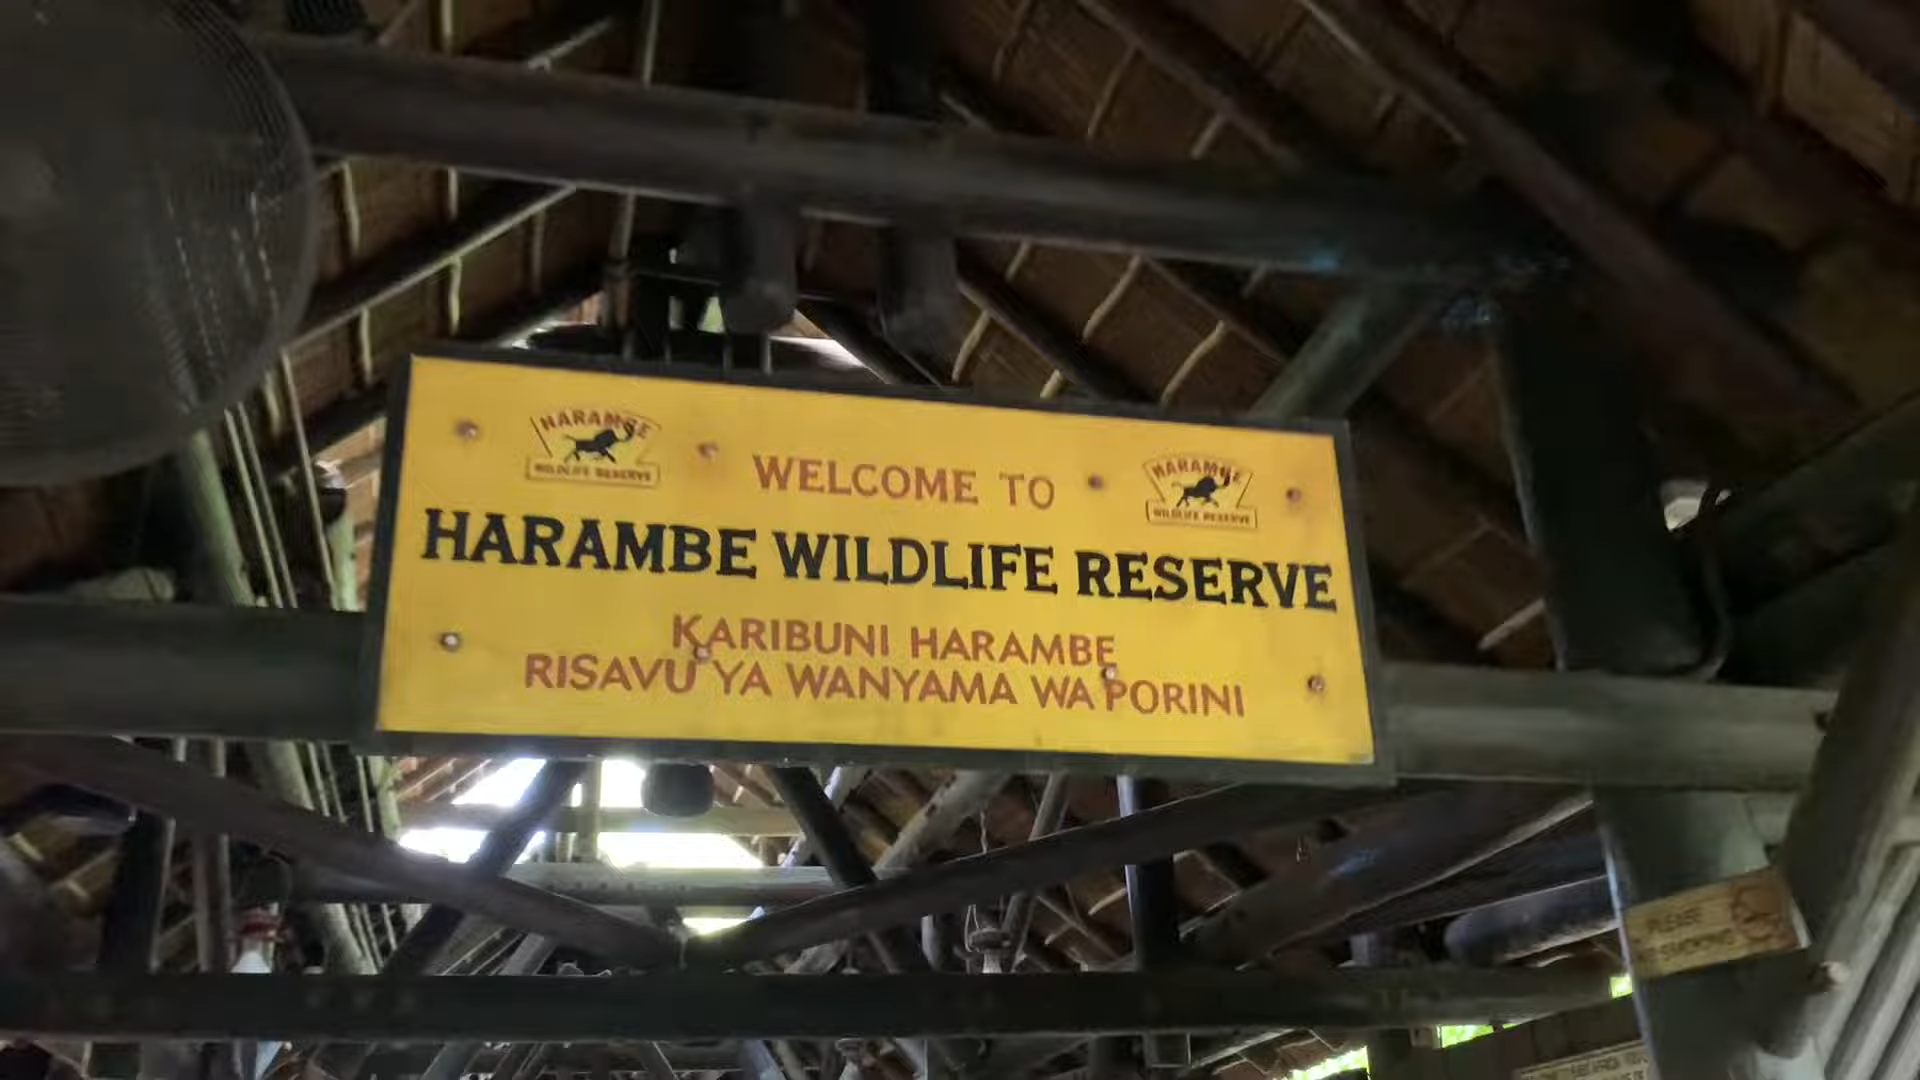 HARAMBE
WILDLIFE RESERVE
WELCOME TO
HARAMBE
WILDLIFE RESERVE
HARAMBE WILDLIFE RESERVE
KARIBUNI HARAMBE
RISAVU YA WANYAMA WA PORINI
PLEASE
SMOKING